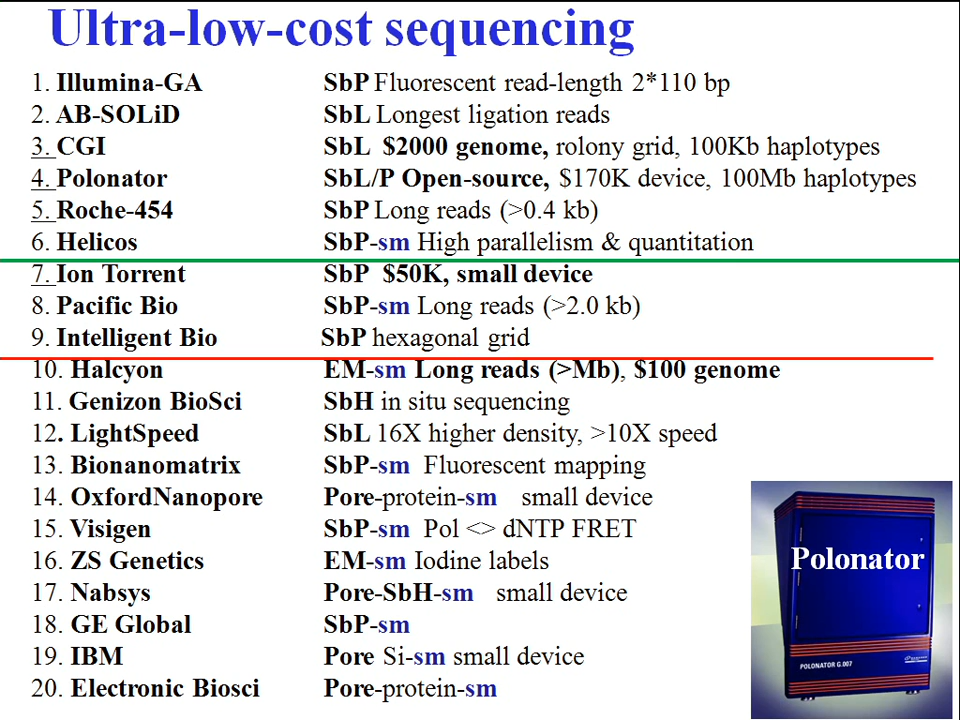 Ultra-low-cost sequencing
1. Illumina-GA SbP Fluorescent read-length 2*110 bp
2. AB-SOLiD SbL Longest ligation reads
3. CGI SbL $2000 genome, rolony grid, 100Kb haplotypes
4. Polonator SbL/P Open-source, $170K device, 100Mb haplotypes
5. Roche-454 SbP Long reads (>0.4 kb)
6. Helicos SbP-sm High parallelism & quantitation
7. Ion Torrent SbP $50K, small device
8. Pacific Bio SbP-sm Long reads (>2.0 kb)
9. Intelligent Bio SbP hexagonal grid
10. Halcyon EM-sm Long reads (>Mb), $100 genome
11. Genizon BioSci SbH in situ sequencing
12. LightSpeed SbL 16X higher density, >10X speed
13. Bionanomatrix SbP-sm Fluorescent mapping
14. OxfordNanopore Pore-protein-sm small device
15. Visigen SbP-sm Pol <> dNTP FRET
16. ZS Genetics EM-sm Iodine labels
17. Nabsys Pore-SbH-sm small device
18. GE Global SbP-sm
19. IBM Pore Si-sm small device
20. Electronic Biosci Pore-protein-sm
Polonator
POLONATOR G.007